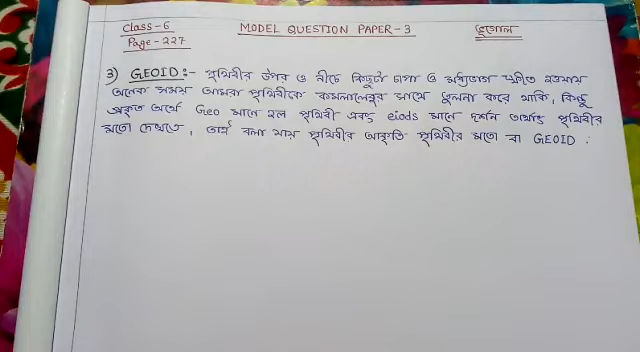 Class-6
Page-227
MODEL QUESTION PAPER-3
ভূগোল
3) GEOID:- পৃথিবীর উপর ও নীচে কিছুটা চাপা ও মধ্যভাগ স্ফীত হওয়ায়
অনেক সময় আমরা পৃথিবীকে কমলালেবুর সাথে তুলনা করে থাকি, কিন্তু
প্রকৃত অর্থে Geo মানে হল পৃথিবী এবং eiods মানে দর্শন অর্থাৎ পৃথিবীর
মতো দেখতে, তাই বলা যায় পৃথিবীর আকৃতি পৃথিবীর মতো বা GEOID.